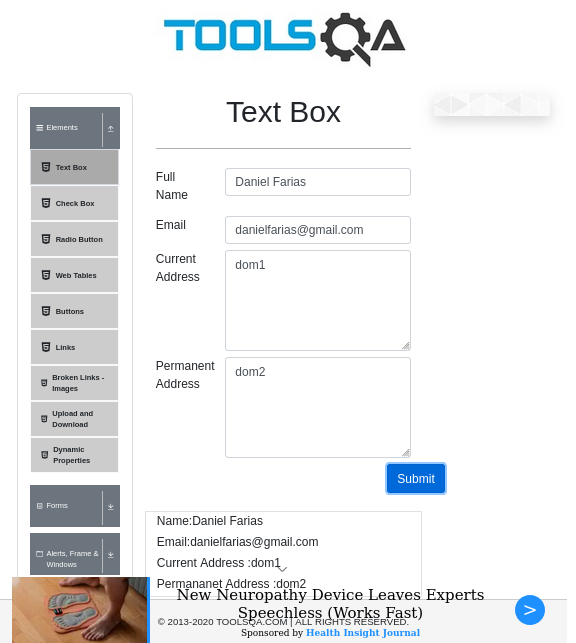 TOOLSQA
Text Box
Elements
Text Box
Check Box
Radio Button
Web Tables
Buttons
Links
Broken Links -
Images
Upload and
Download
Dynamic
Properties
Forms
Alerts, Frame &
Windows
Full
Name
Daniel Farias
Email
danielfarias@gmail.com
Current
Address
dom1
Permanent
Address
dom2
Submit
Name:Daniel Farias
Email:danielfarias@gmail.com
Current Address :dom1
Permananet Address :dom2
New Neuropathy Device Leaves Experts
Speechless (Works Fast)
© 2013-2020 TOOLSQA.COM | ALL RIGHTS RESERVED.
Sponsored by Health Insight Journal